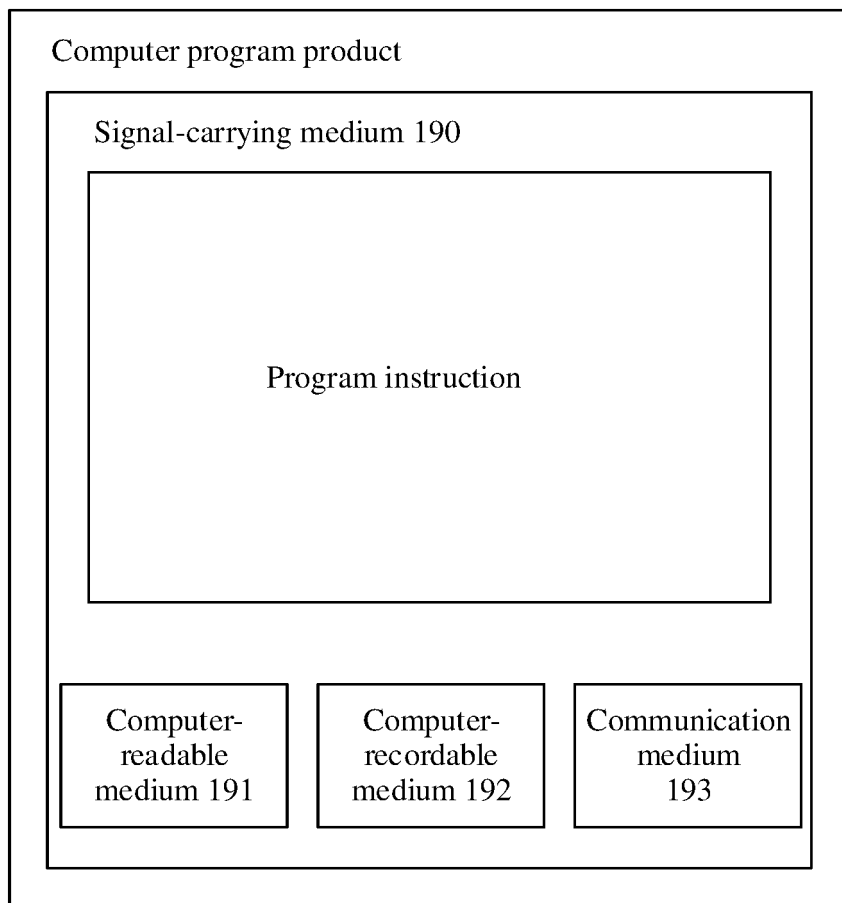 Computer program product
Signal-carrying medium 190
Program instruction
Computer-
readable
medium 191
Computer-
recordable
medium 192
Communication
medium
193